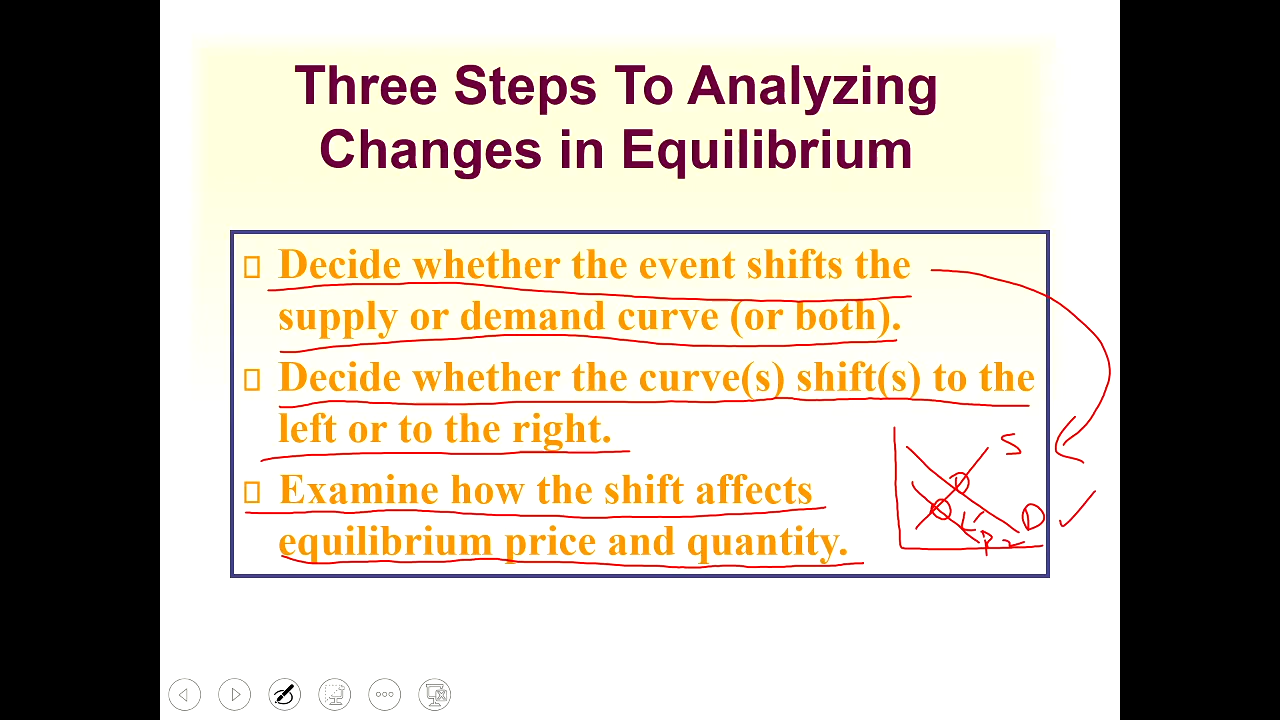 Three Steps To Analyzing
Changes in Equilibrium
Decide whether the event shifts the
supply or demand curve (or both).
Decide whether the curve(s) shift(s) to the
left or to the right.
Examine how the shift affects
equilibrium price and quantity.
S
D